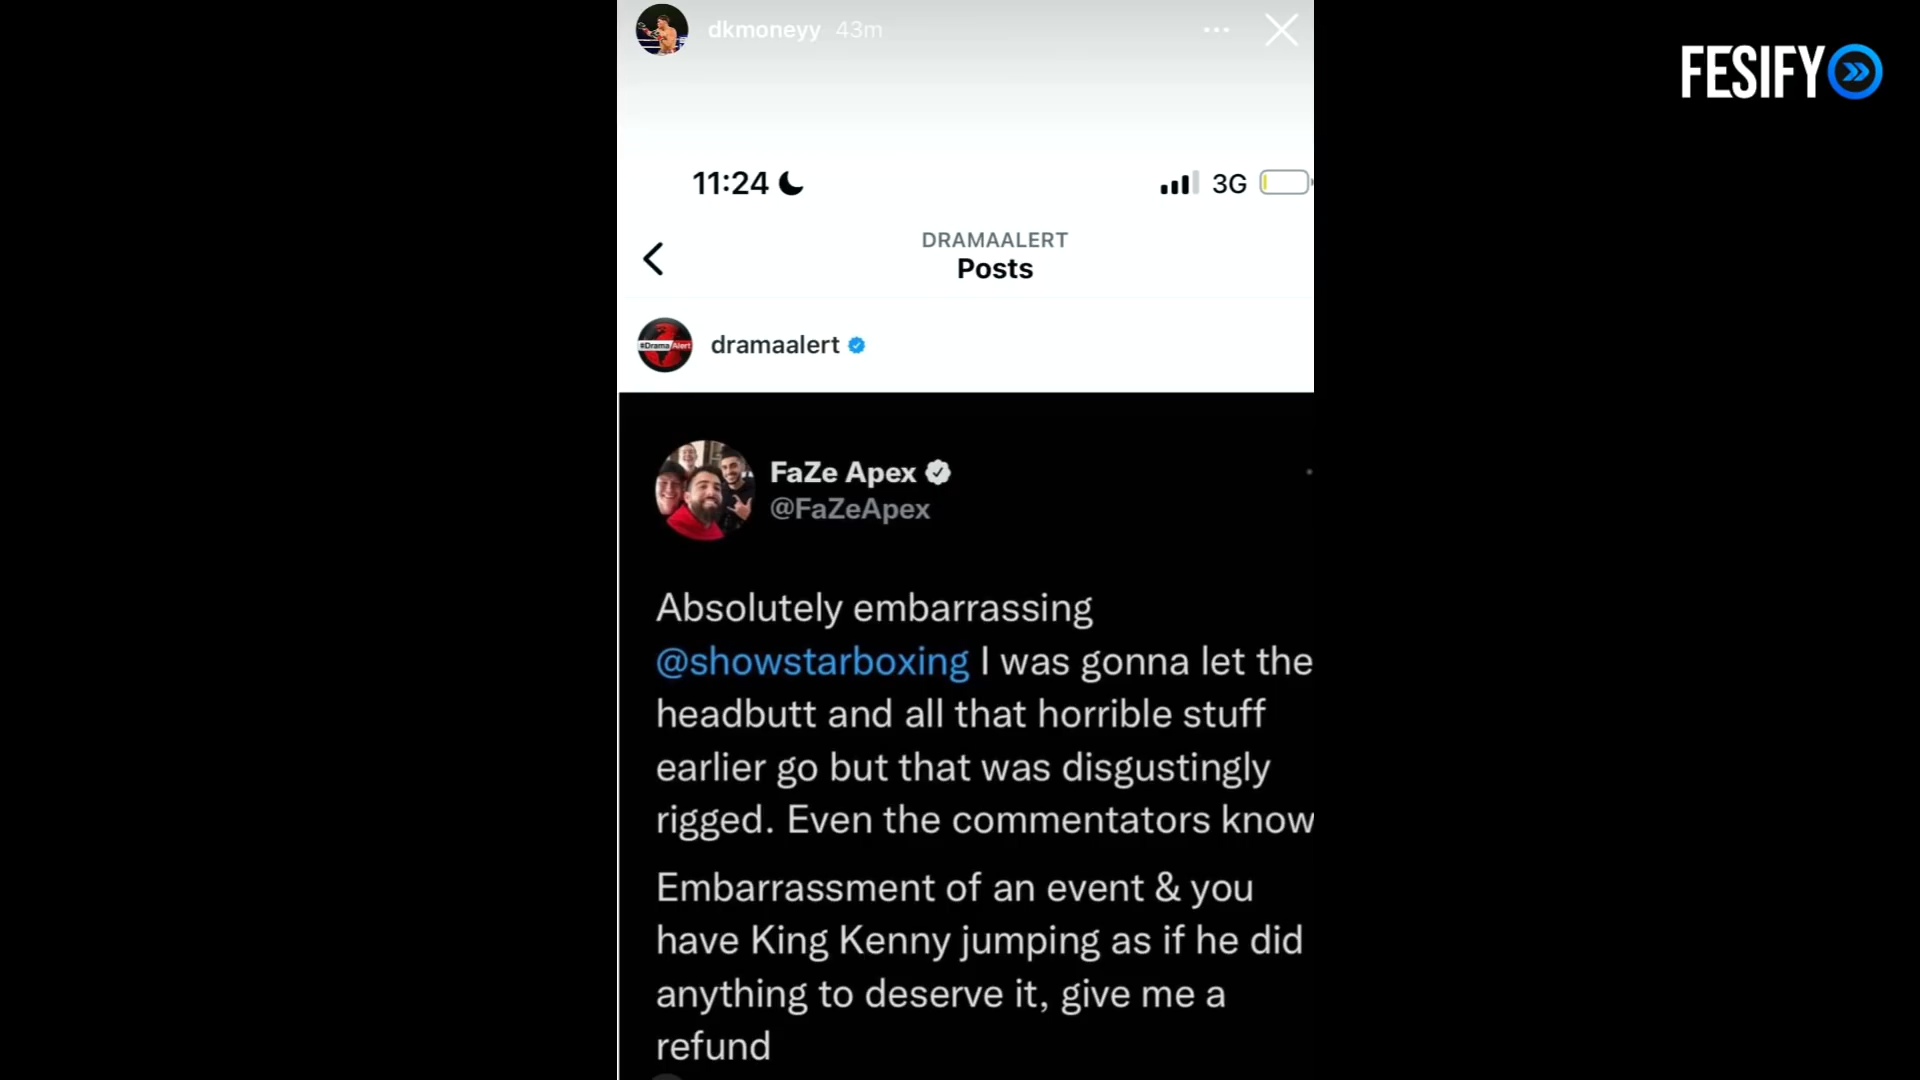 dkmoneyy 43m
FESIFY
11:24
3G
DRAMAALERT
Posts
#DramaAlert
dramaalert
FaZe Apex
@FaZeApex
Absolutely embarrassing
@showstarboxing I was gonna let the
headbutt and all that horrible stuff
earlier go but that was disgustingly
rigged. Even the commentators know
Embarrassment of an event & you
have King Kenny jumping as if he did
anything to deserve it, give me a
refund